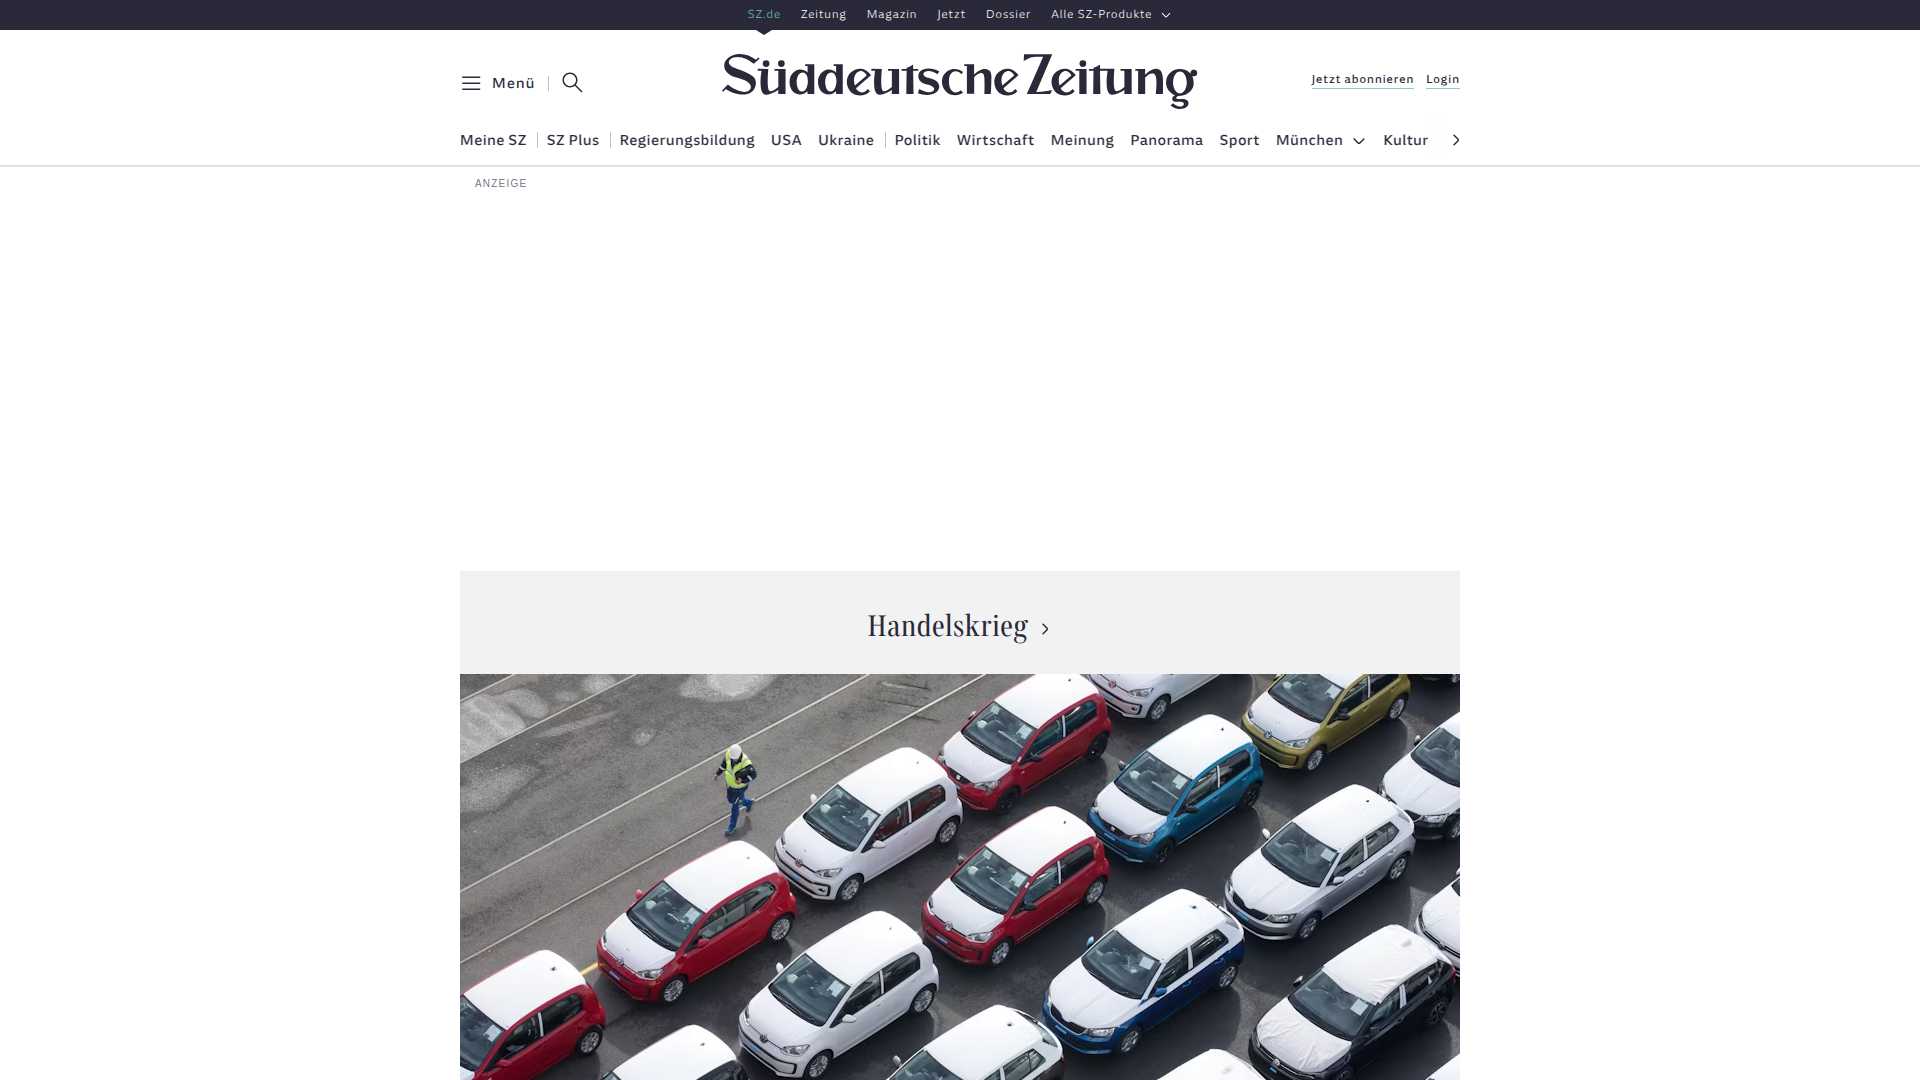 SZ.de Zeitung Magazin Jetzt Dossier Alle SZ-Produkte
Menü
Süddeutsche Zeitung
Jetzt abonnieren Login
Meine SZ SZ Plus Regierungsbildung USA Ukraine Politik Wirtschaft Meinung Panorama Sport München Kultur
ANZEIGE
Handelskrieg